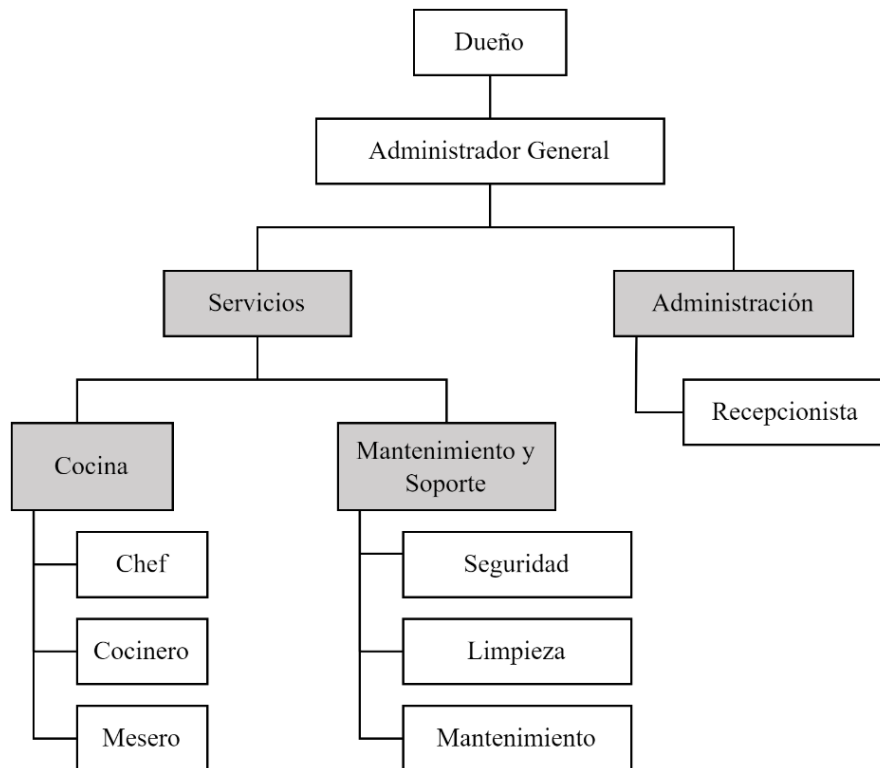 Dueño
Administrador General
Servicios
Administración
Recepcionista
Cocina
Mantenimiento y
Soporte
Chef
Seguridad
Cocinero
Limpieza
Mesero
Mantenimiento